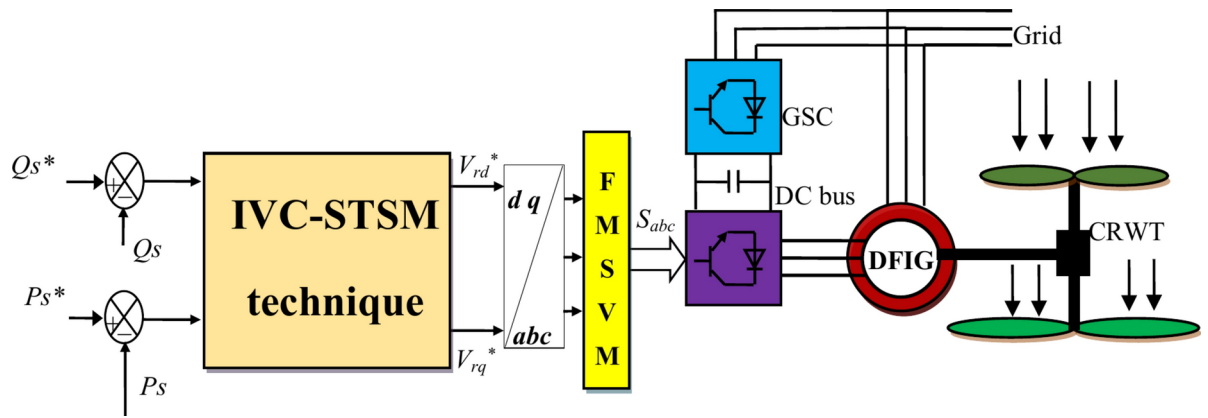 Grid
GSC
Qs*
+
−
Qs
IVC-STSM
technique
Vrd*
d q
abc
F
M
S
V
M
Sabc
DC bus
DFIG
CRWT
Ps*
+
−
Ps
Vrq*